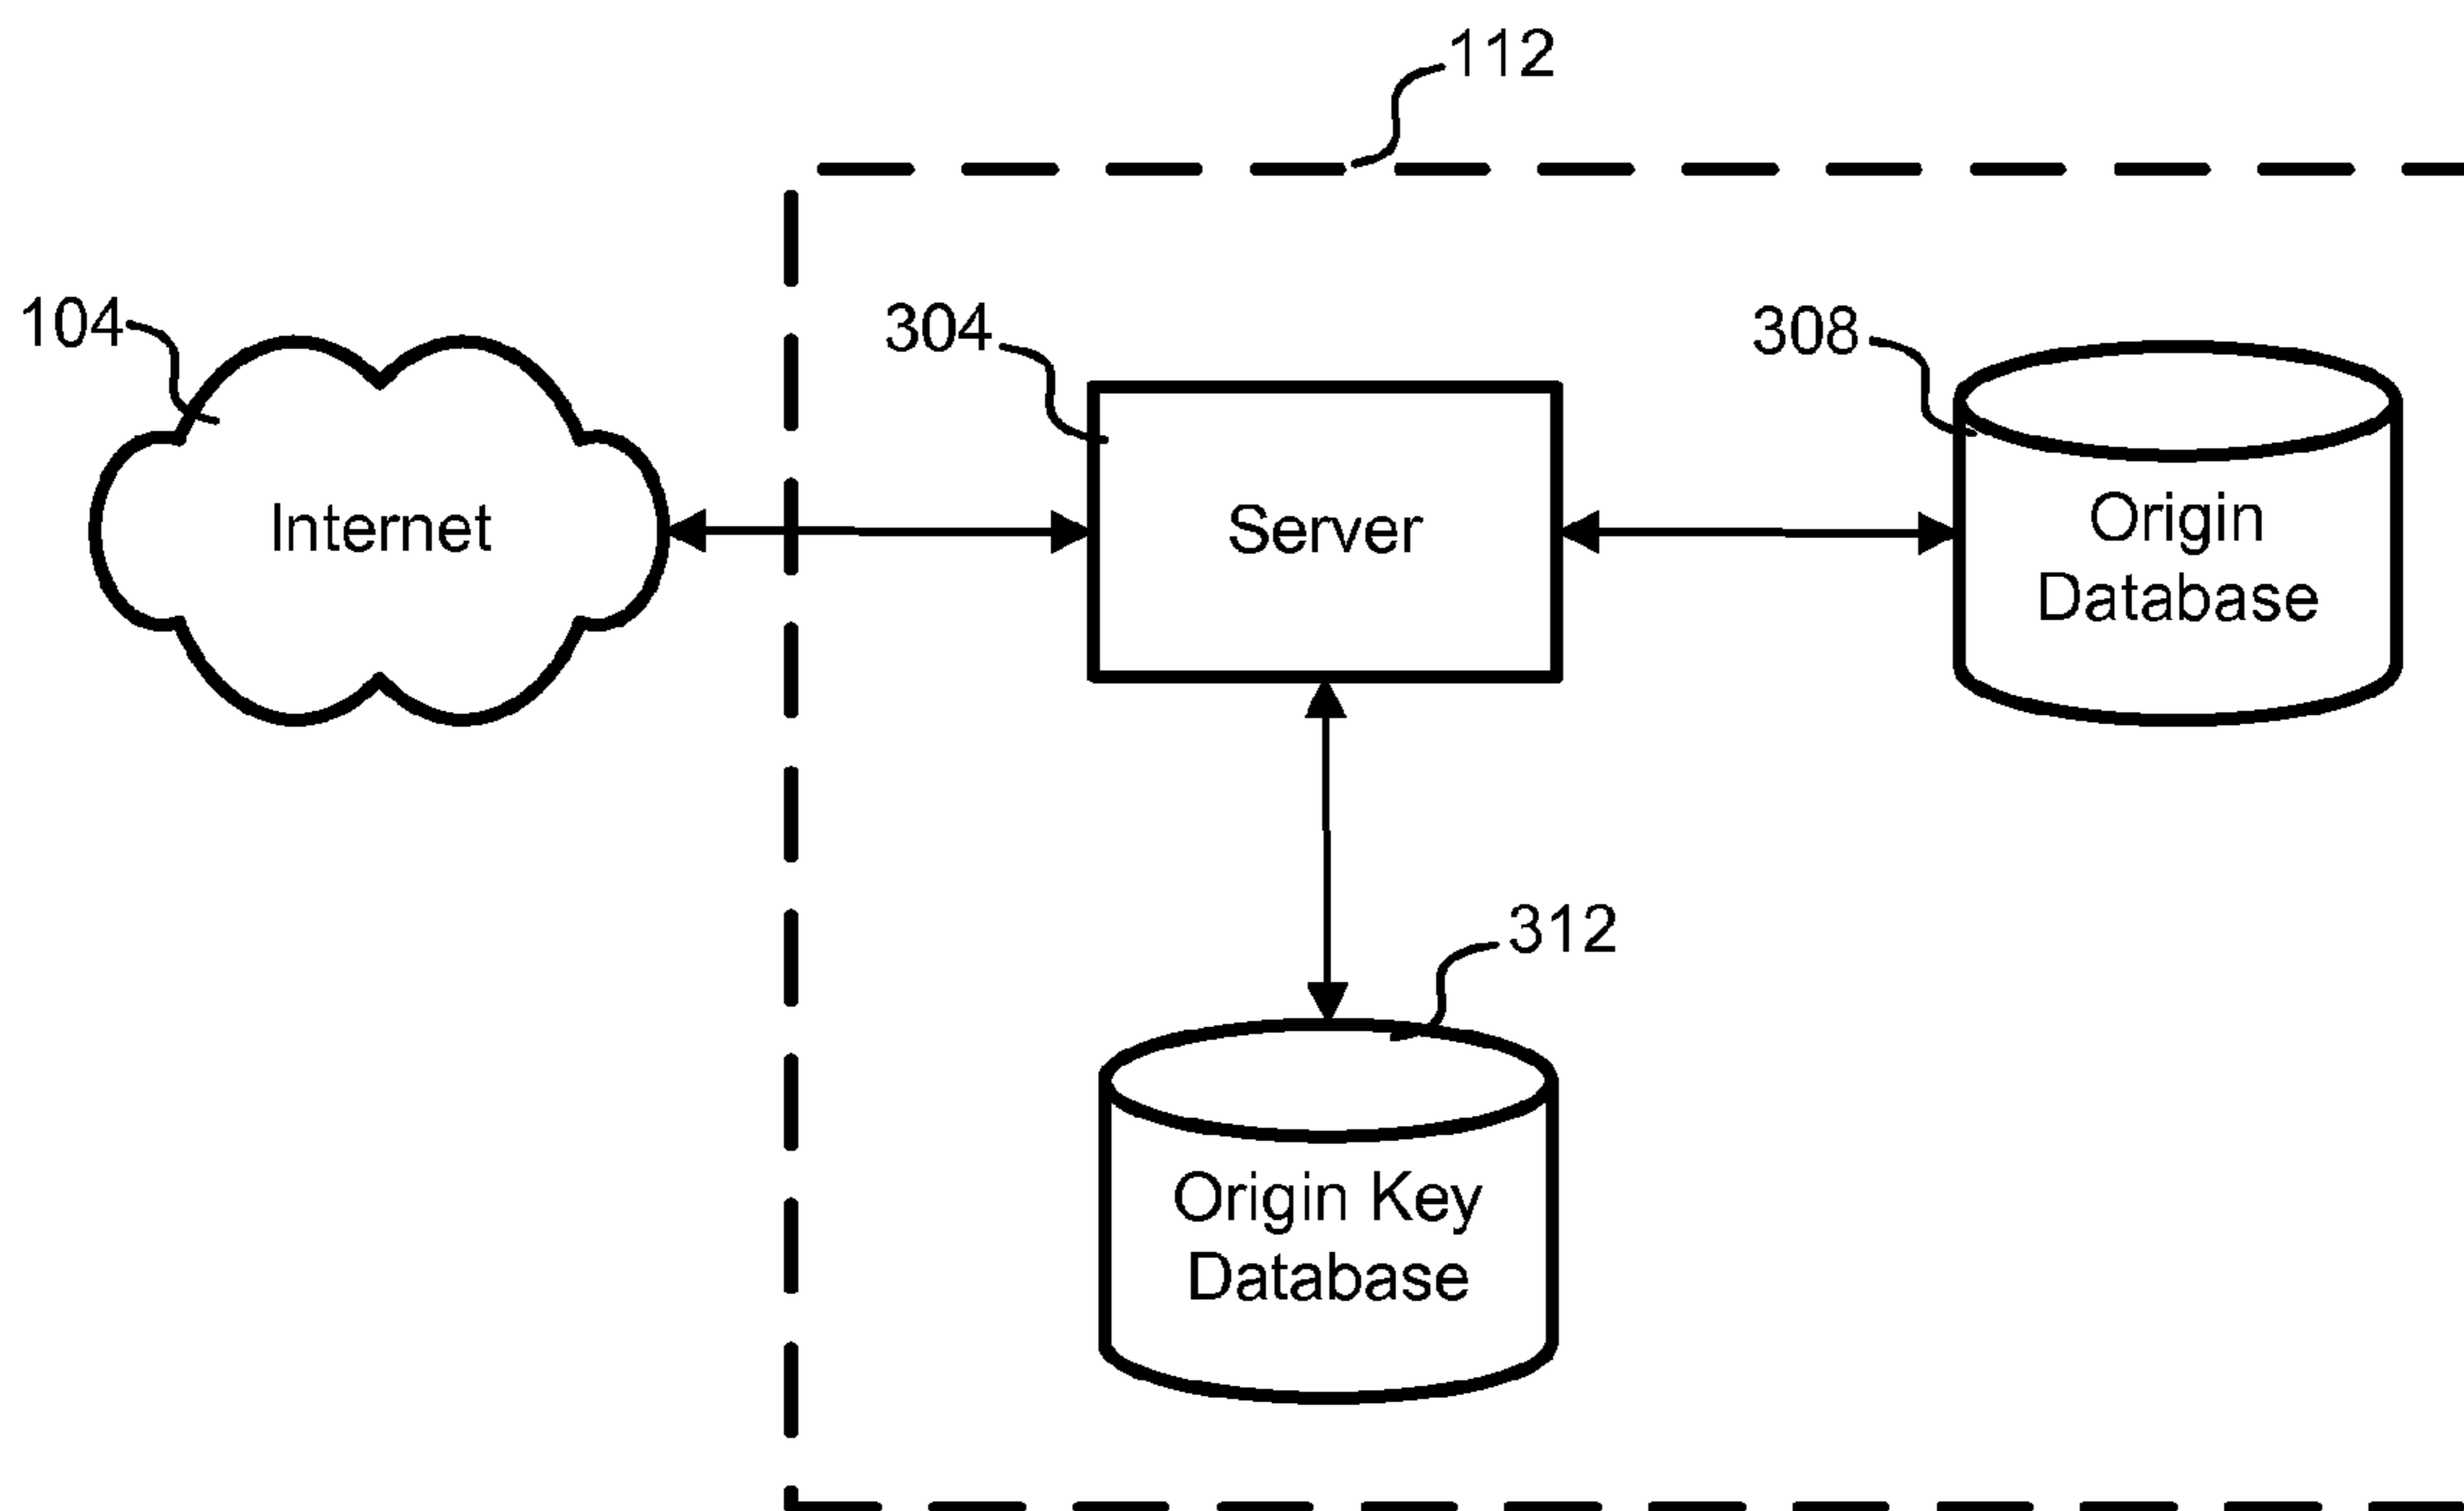 112
104
304
308
Internet
Server
Origin
Database
312
Origin Key
Database